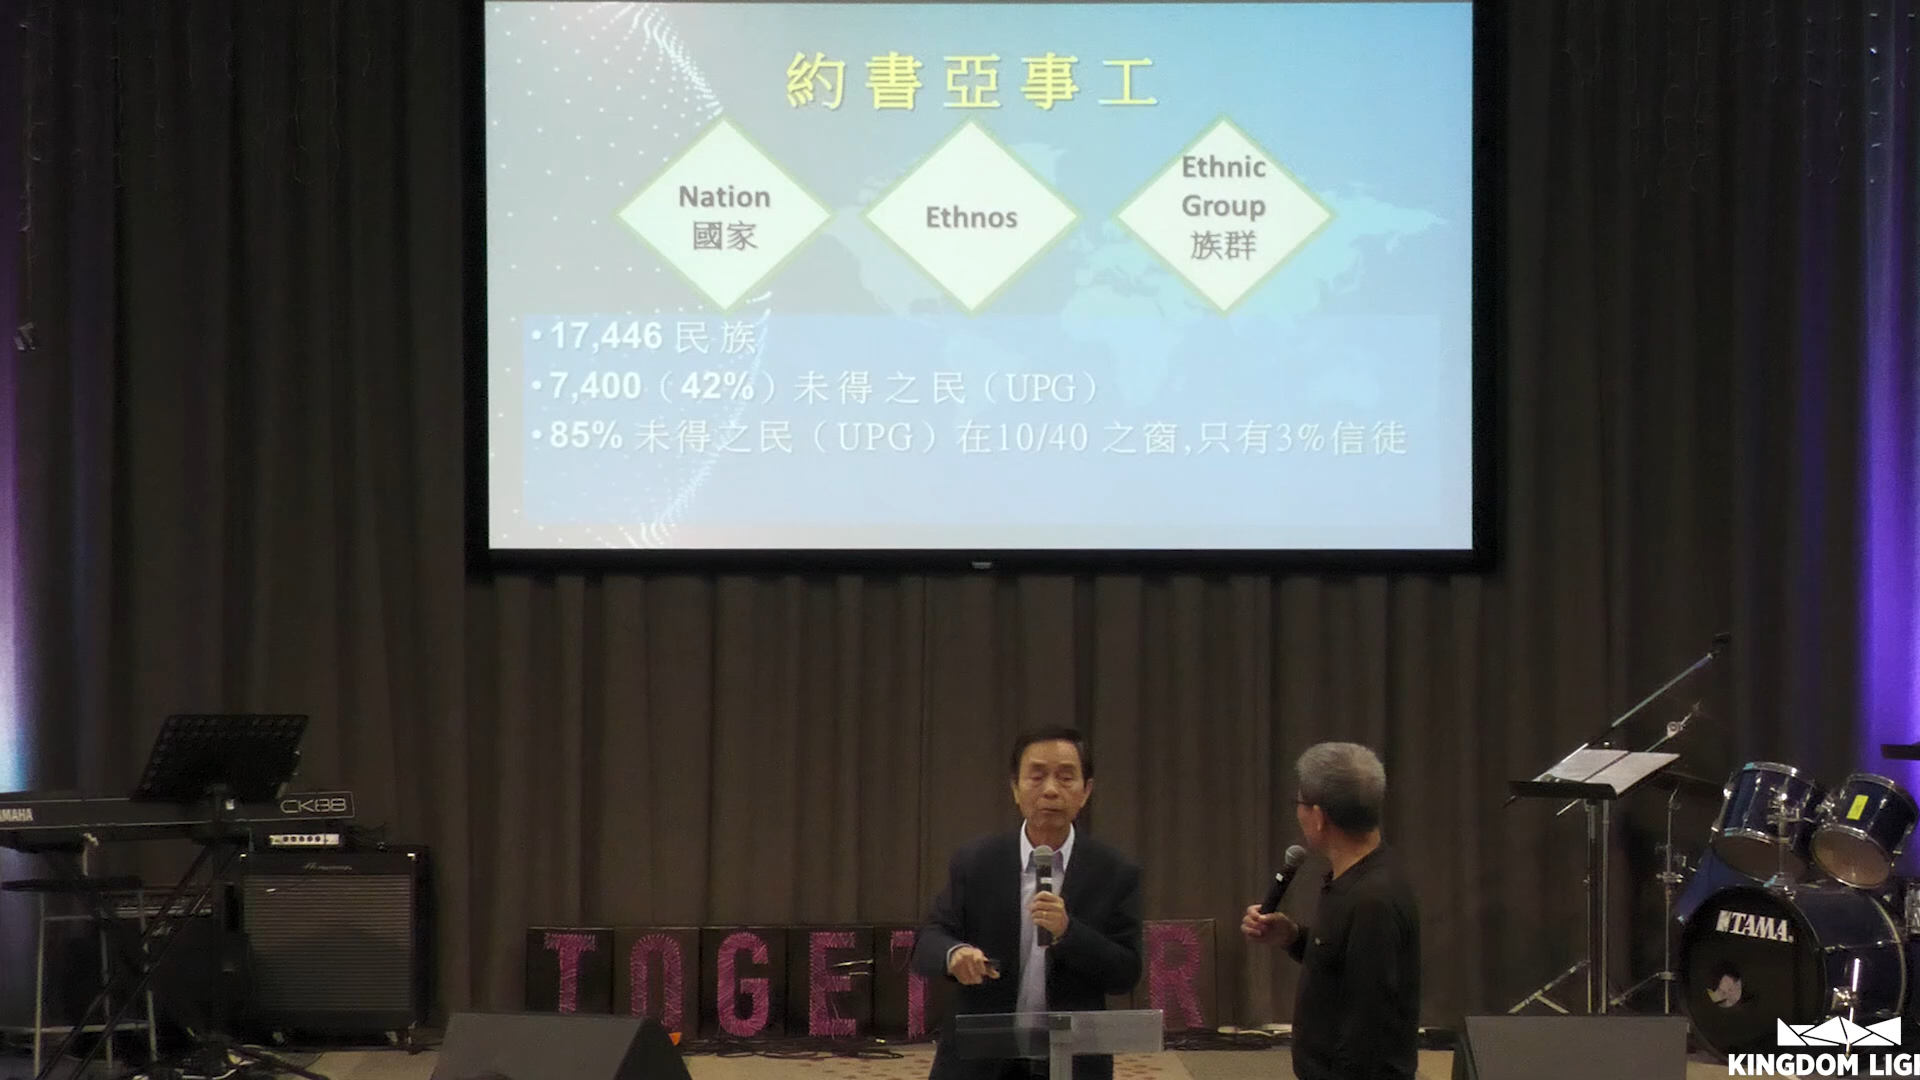 約書亞事工
Nation
國家
Ethnos
Ethnic
Group
族群
• 17,446 民族
• 7,400（42%）未得之民（UPG）
• 85% 未得之民（UPG）在10/40 之窗,只有3%信徒
CK88
TAMA
KINGDOM LIG